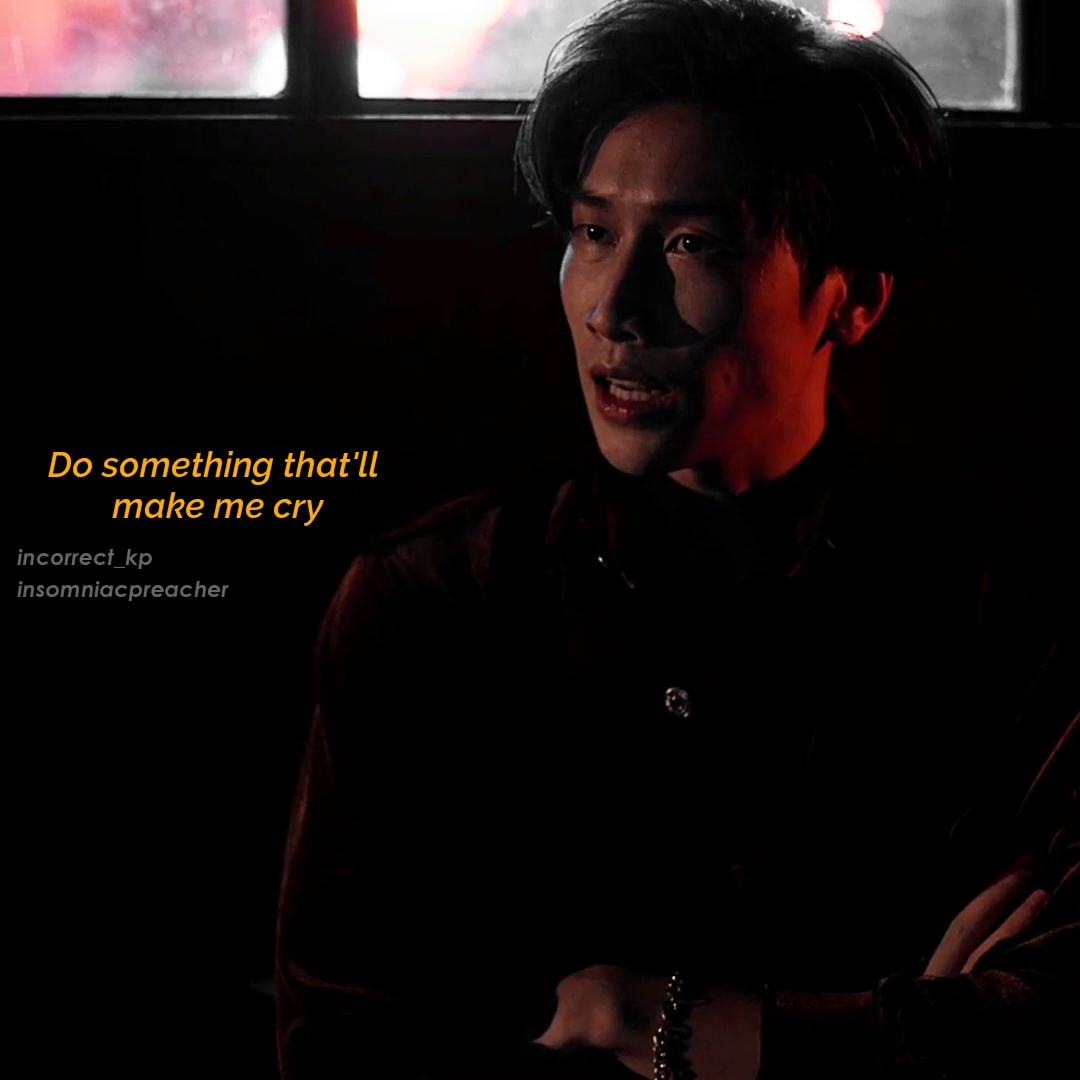 Do something that'll
make me cry
incorrect_kp
insomniacpreacher